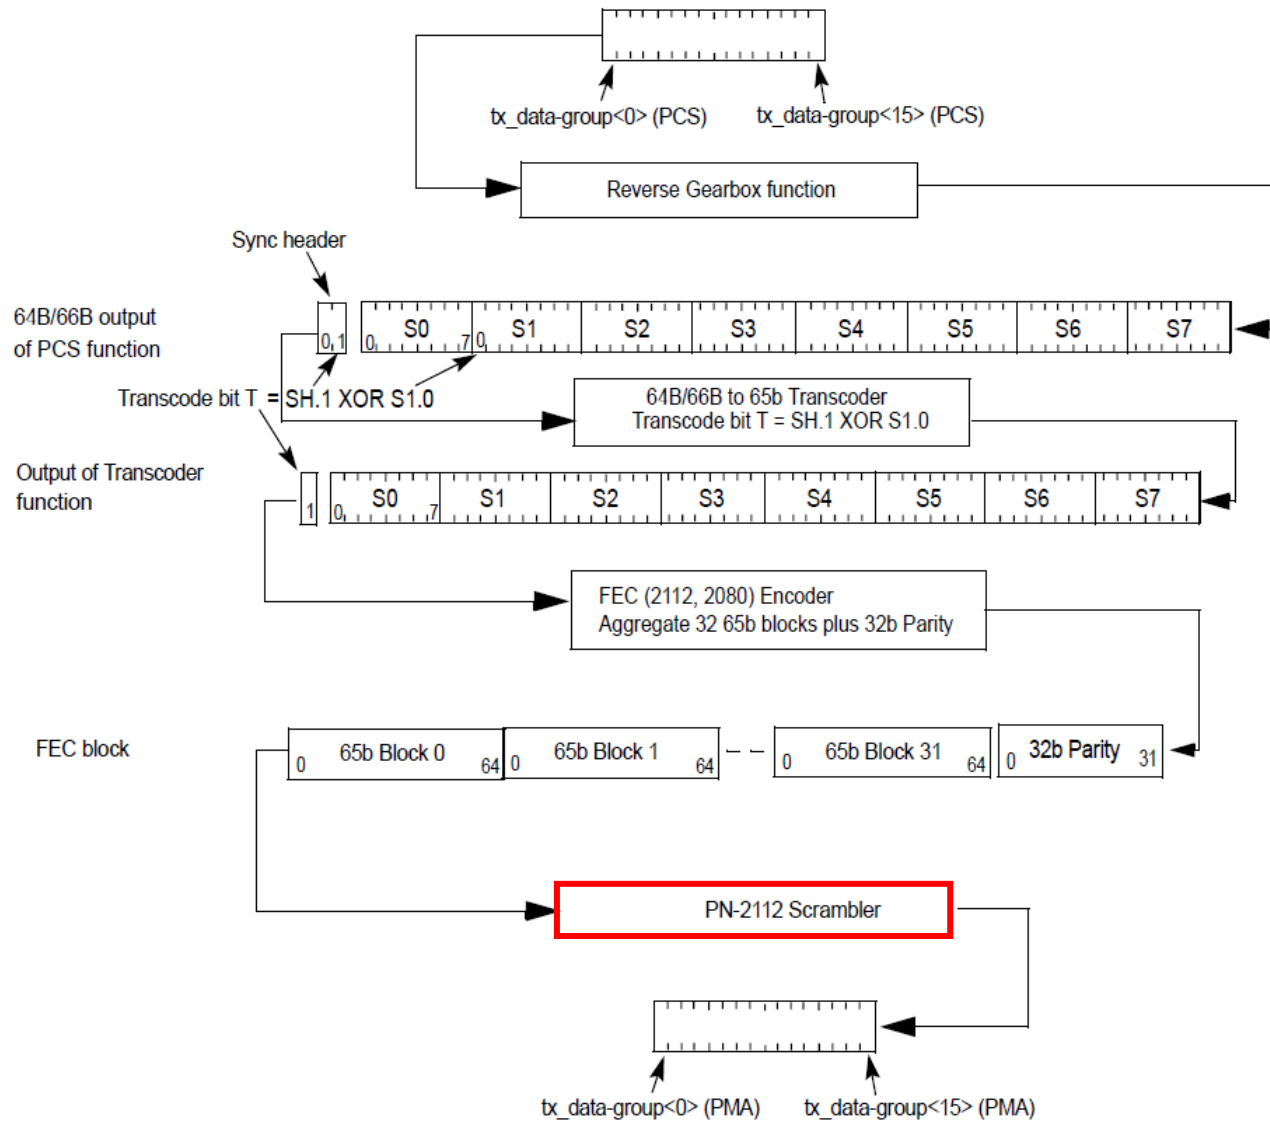 tx_data-group<0> (PCS)
tx_data-group<15> (PCS)
Reverse Gearbox function
Sync header
64B/66B output
of PCS function
0 1
0 S0 7
0 S1
S2
S3
S4
S5
S6
S7
Transcode bit T = SH.1 XOR S1.0
64B/66B to 65b Transcoder
Transcode bit T = SH.1 XOR S1.0
Output of Transcoder
function
1
0 S0 7
S1
S2
S3
S4
S5
S6
S7
FEC (2112, 2080) Encoder
Aggregate 32 65b blocks plus 32b Parity
FEC block
0 65b Block 0 64
0 65b Block 1 64
0 65b Block 31 64
0 32b Parity 31
PN-2112 Scrambler
tx_data-group<0> (PMA)
tx_data-group<15> (PMA)